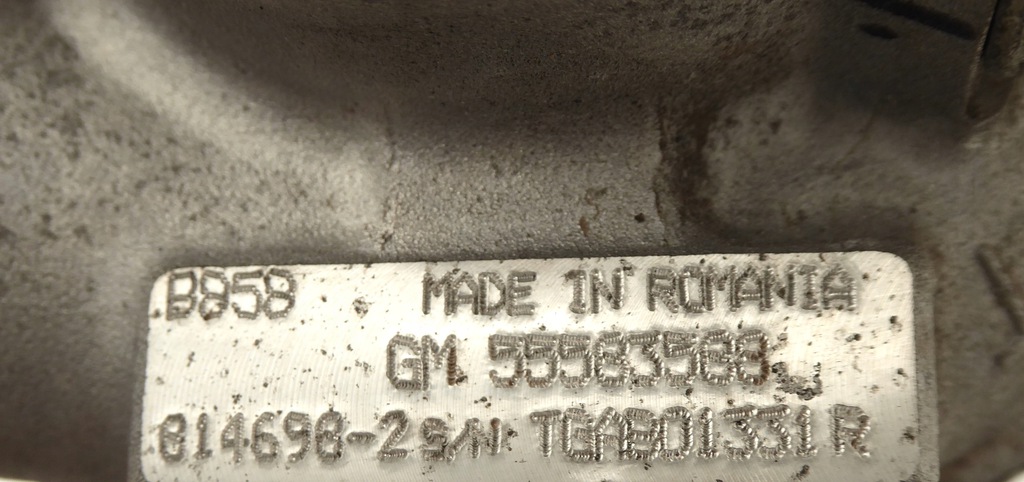 B858 MADE IN ROMANIA
GM 55583588
814698-2 S/N TGAB01331R